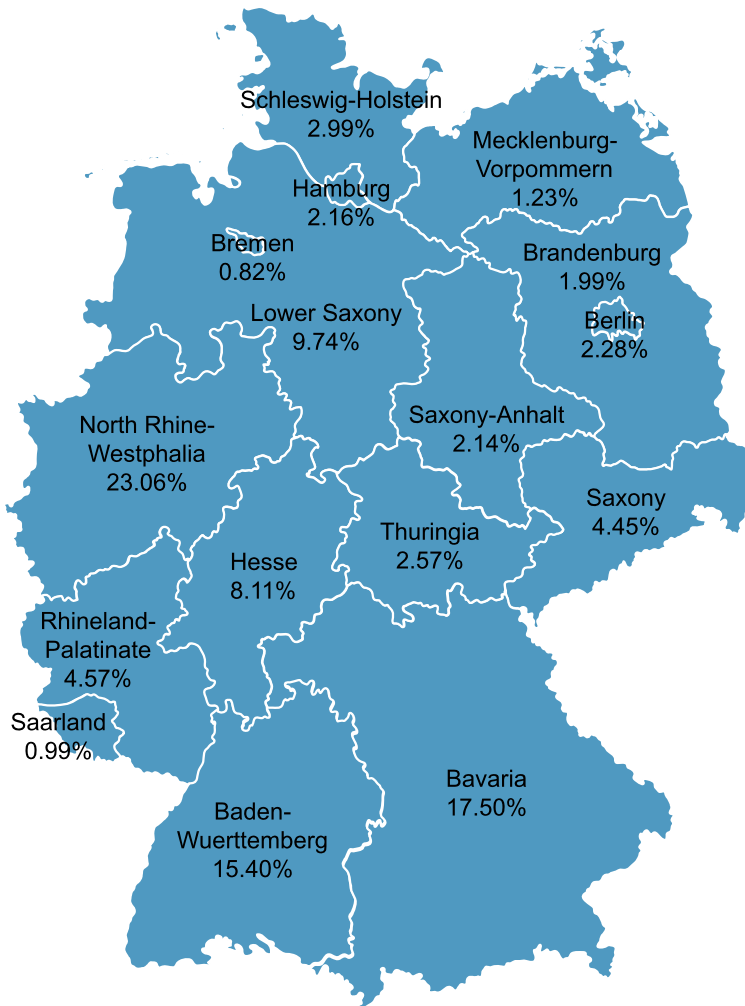 Schleswig-Holstein
2.99%
Mecklenburg-
Vorpommern
1.23%
Hamburg
2.16%
Bremen
0.82%
Brandenburg
1.99%
Lower Saxony
9.74%
Berlin
2.28%
North Rhine-
Westphalia
23.06%
Saxony-Anhalt
2.14%
Saxony
4.45%
Thuringia
2.57%
Hesse
8.11%
Rhineland-
Palatinate
4.57%
Saarland
0.99%
Bavaria
17.50%
Baden-
Wuerttemberg
15.40%